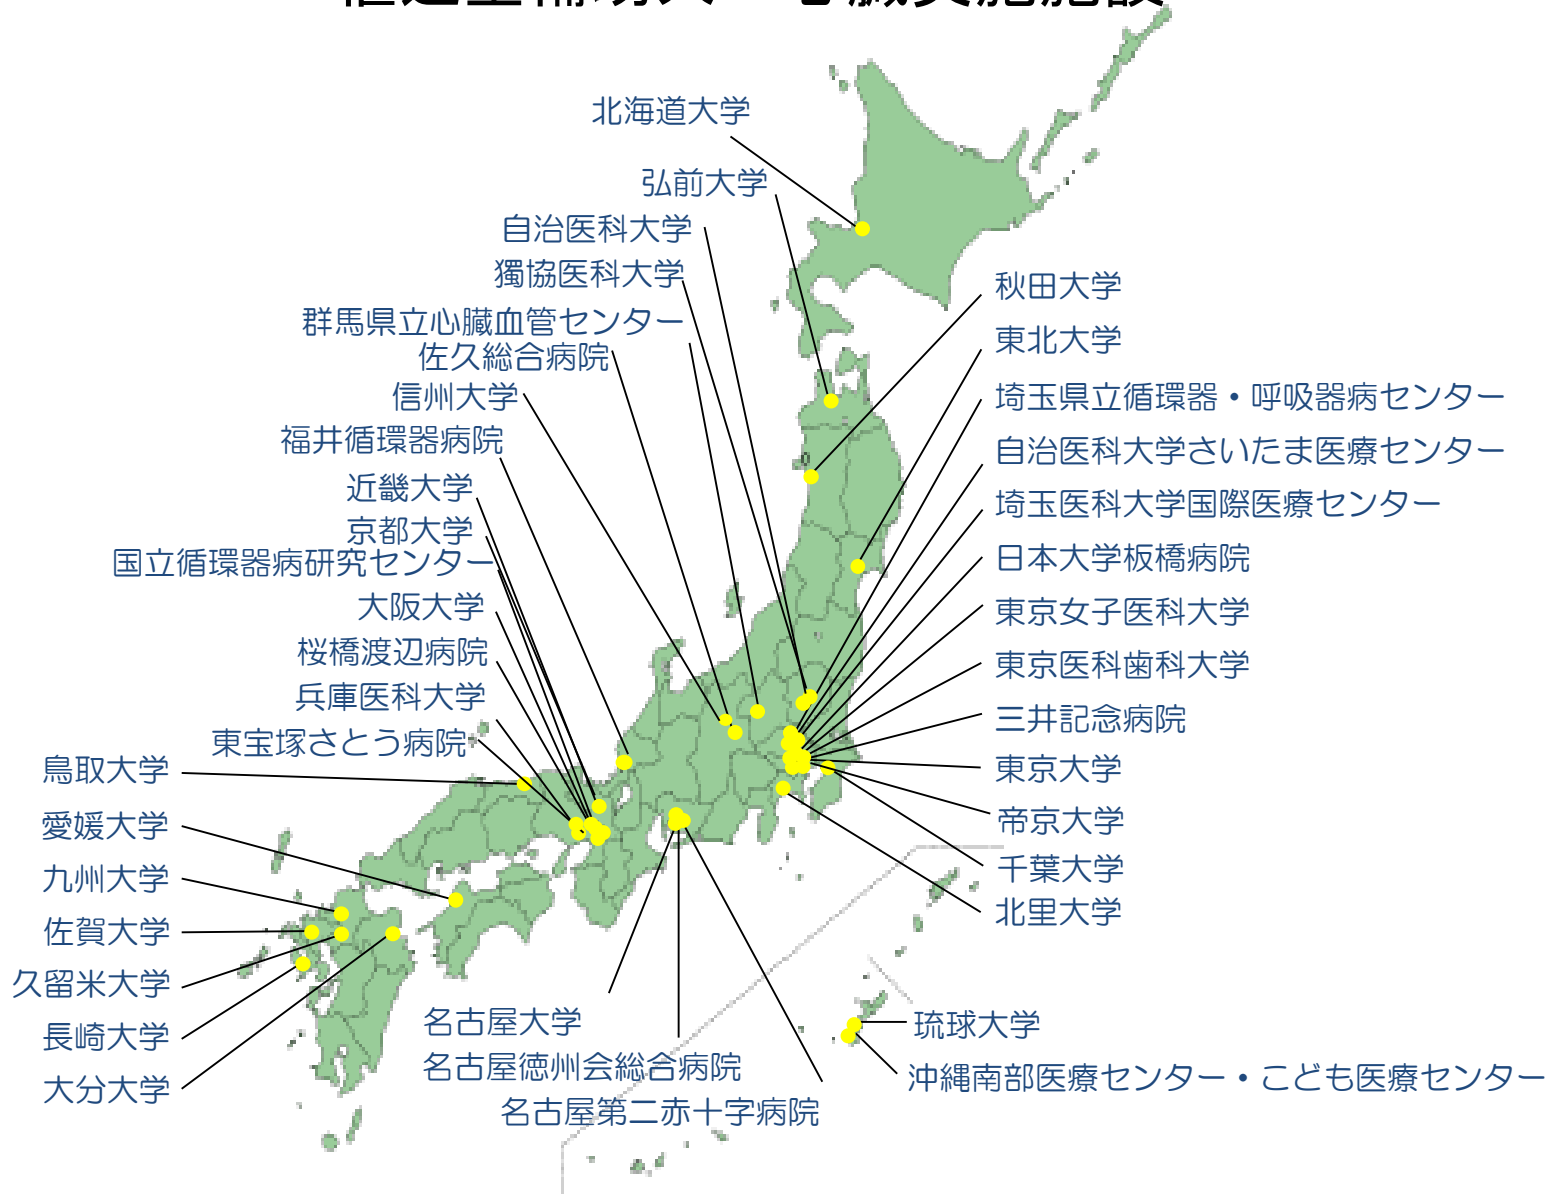 北海道大学
弘前大学
自治医科大学
獨協医科大学
群馬県立心臓血管センター
佐久総合病院
信州大学
福井循環器病院
近畿大学
京都大学
国立循環器病研究センター
大阪大学
桜橋渡辺病院
兵庫医科大学
東宝塚さとう病院
鳥取大学
愛媛大学
九州大学
佐賀大学
久留米大学
長崎大学
大分大学
秋田大学
東北大学
埼玉県立循環器・呼吸器病センター
自治医科大学さいたま医療センター
埼玉医科大学国際医療センター
日本大学板橋病院
東京女子医科大学
東京医科歯科大学
三井記念病院
東京大学
帝京大学
千葉大学
北里大学
名古屋大学
名古屋徳州会総合病院
名古屋第二赤十字病院
琉球大学
沖縄南部医療センター・こども医療センター